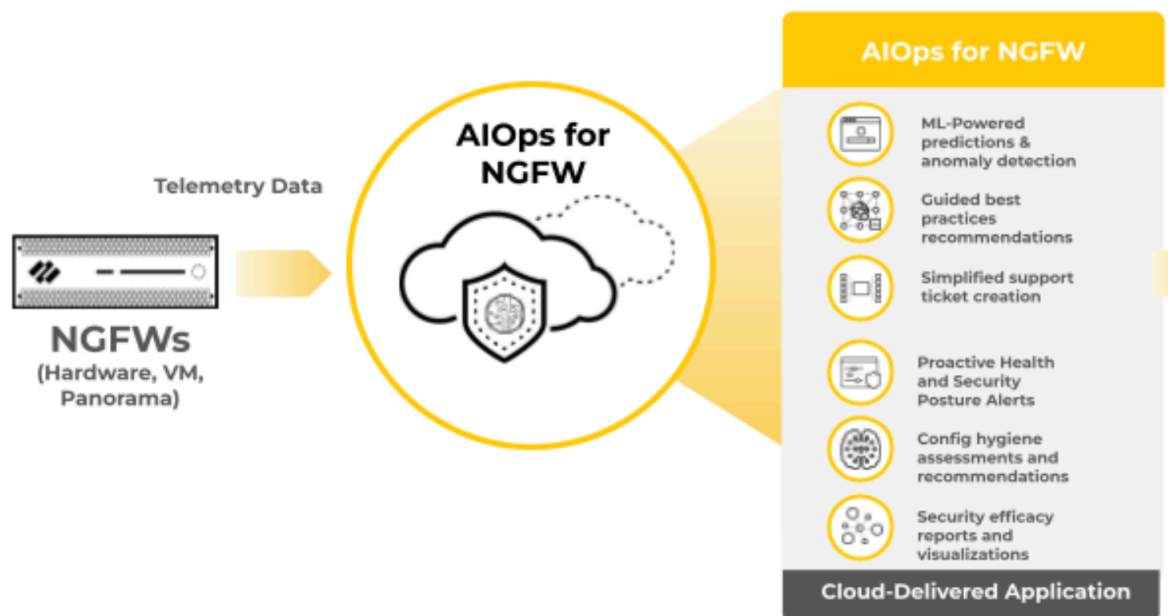 Telemetry Data
NGFWs
(Hardware, VM,
Panorama)
AIOps for
NGFW
AIOps for NGFW
ML-Powered
predictions &
anomaly detection
Guided best
practices
recommendations
Simplified support
ticket creation
Proactive Health
and Security
Posture Alerts
Config hygiene
assessments and
recommendations
Security efficacy
reports and
visualizations
Cloud-Delivered Application